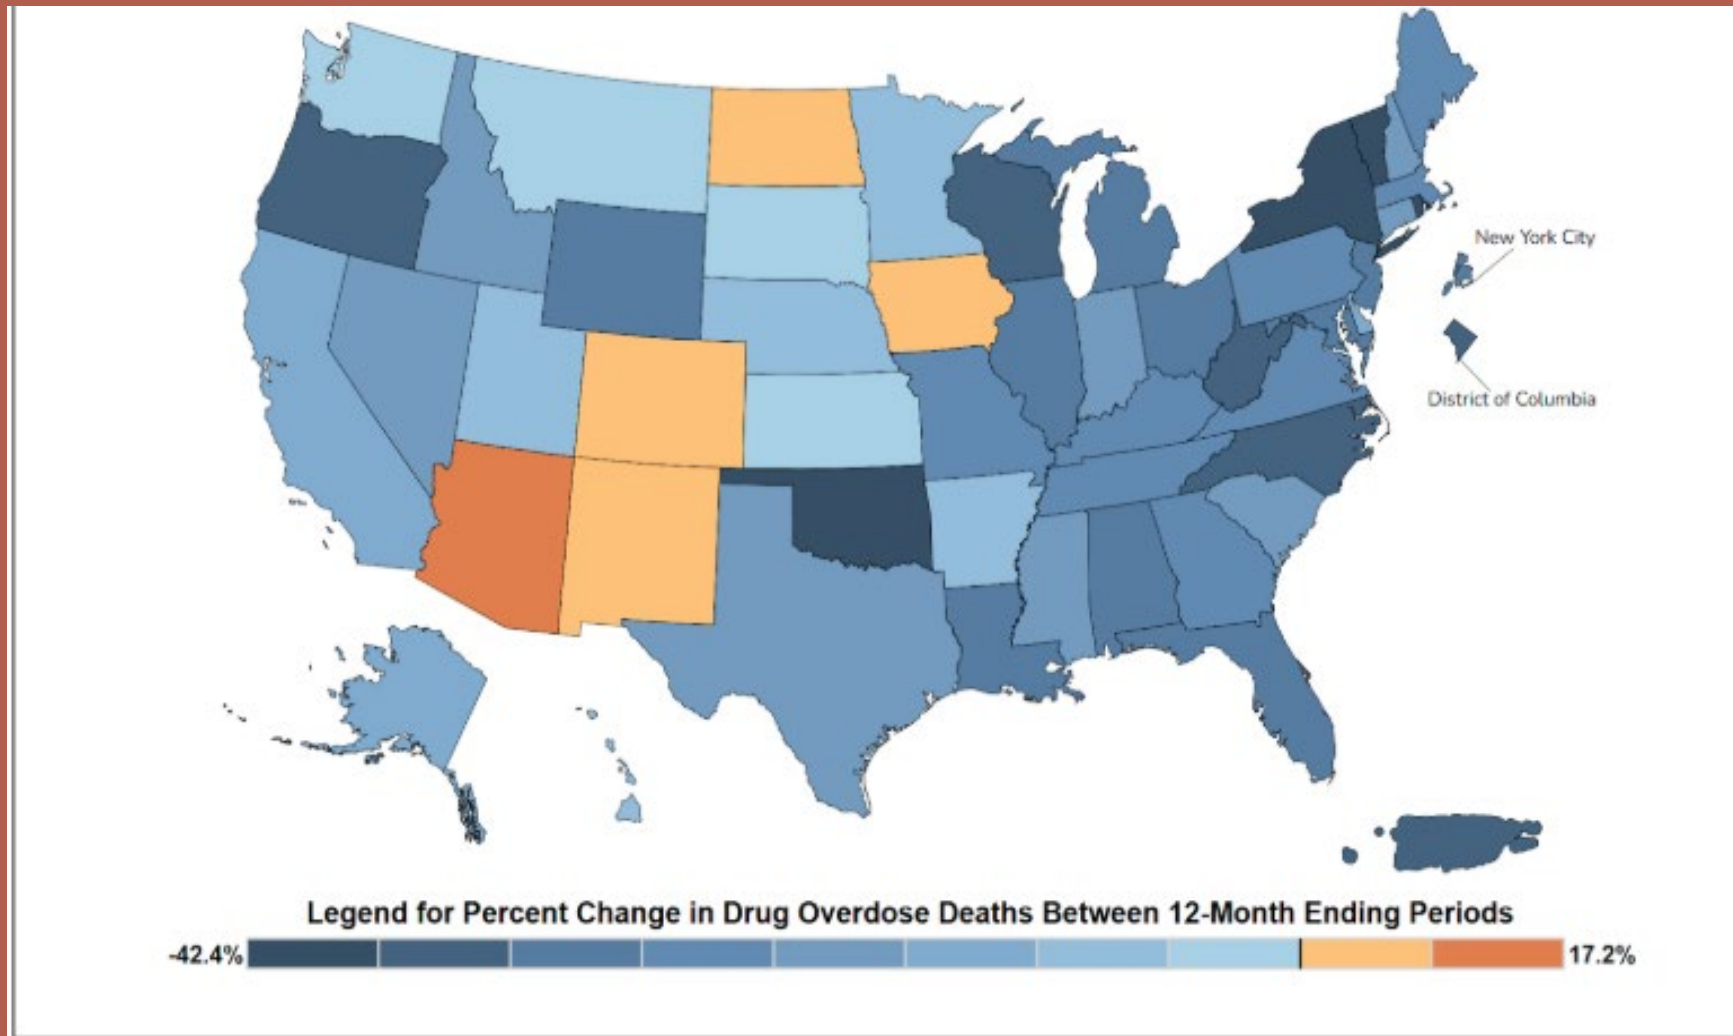 New York City
District of Columbia
Legend for Percent Change in Drug Overdose Deaths Between 12-Month Ending Periods
-42.4%
17.2%